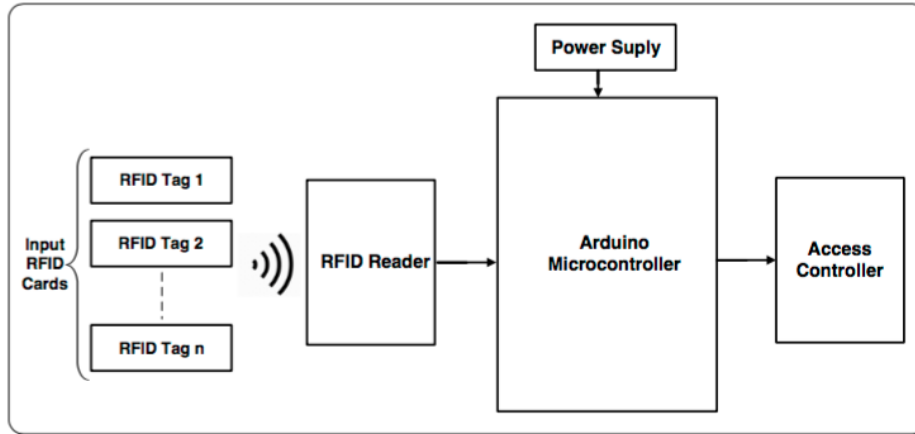 Power Suply
RFID Tag 1
RFID Tag 2
RFID Tag n
Input
RFID
Cards
RFID Reader
Arduino
Microcontroller
Access
Controller